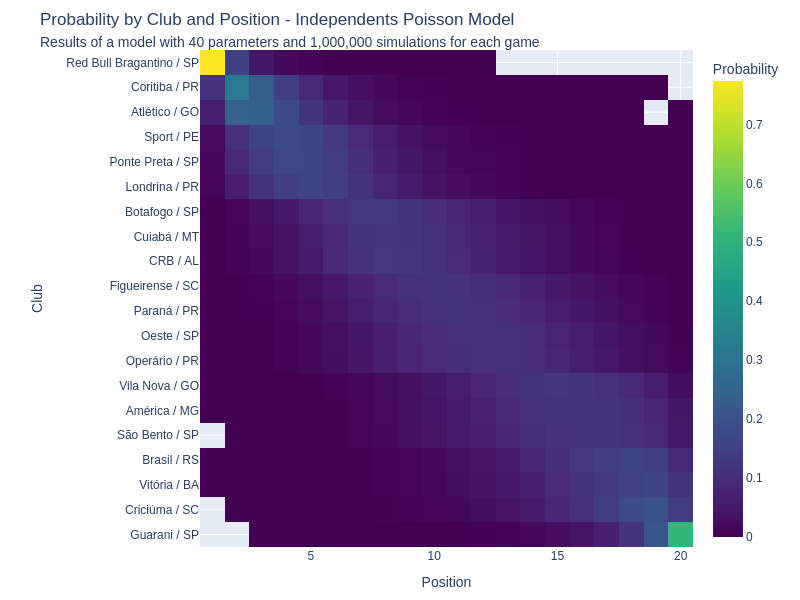 Probability by Club and Position - Independents Poisson Model
Results of a model with 40 parameters and 1,000,000 simulations for each game
Probability
Red Bull Bragantino / SP
Coritiba / PR
Atlético / GO
Sport / PE
Ponte Preta / SP
Londrina / PR
Botafogo / SP
Cuiabá / MT
CRB / AL
Figueirense / SC
Paraná / PR
Oeste / SP
Operário / PR
Vila Nova / GO
América / MG
São Bento / SP
Brasil / RS
Vitória / BA
Criciúma / SC
Guarani / SP
Club
5
10
15
20
Position
0.7
0.6
0.5
0.4
0.3
0.2
0.1
0